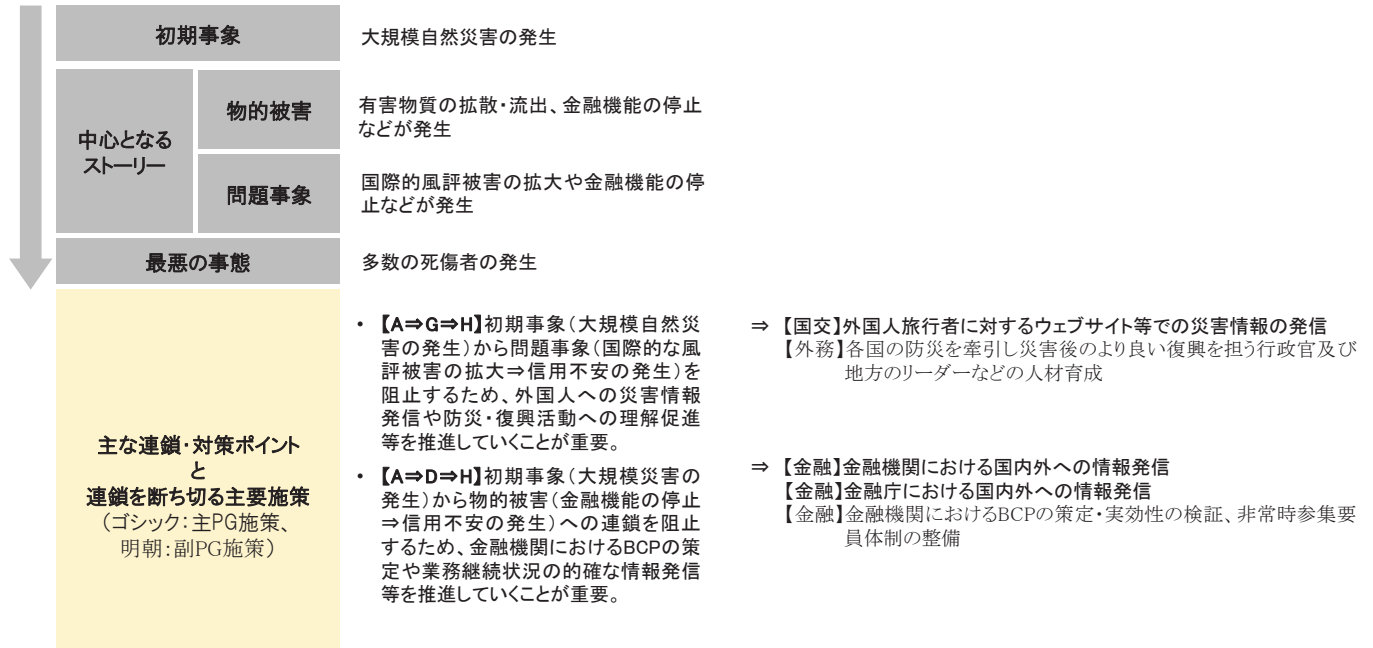 初期事象
大規模自然災害の発生
中心となる
ストーリー
物的被害
有害物質の拡散・流出、金融機能の停止
などが発生
問題事象
国際的風評被害の拡大や金融機能の停
止などが発生
最悪の事態
多数の死傷者の発生
主な連鎖・対策ポイント
と
連鎖を断ち切る主要施策
(ゴシック:主PG施策、
明朝:副PG施策)
• 【A⇒G⇒H】初期事象(大規模自然災
害の発生)から問題事象(国際的な風
評被害の拡大⇒信用不安の発生)を
阻止するため、外国人への災害情報
発信や防災・復興活動への理解促進
等を推進していくことが重要。
⇒ 【国交】外国人旅行者に対するウェブサイト等での災害情報の発信
【外務】各国の防災を牽引し災害後のより良い復興を担う行政官及び
地方のリーダーなどの人材育成
• 【A⇒D⇒H】初期事象(大規模災害の
発生)から物的被害(金融機能の停止
⇒信用不安の発生)への連鎖を阻止
するため、金融機関におけるBCPの策
定や業務継続状況の的確な情報発信
等を推進していくことが重要。
⇒ 【金融】金融機関における国内外への情報発信
【金融】金融庁における国内外への情報発信
【金融】金融機関におけるBCPの策定・実効性の検証、非常時参集要
員体制の整備